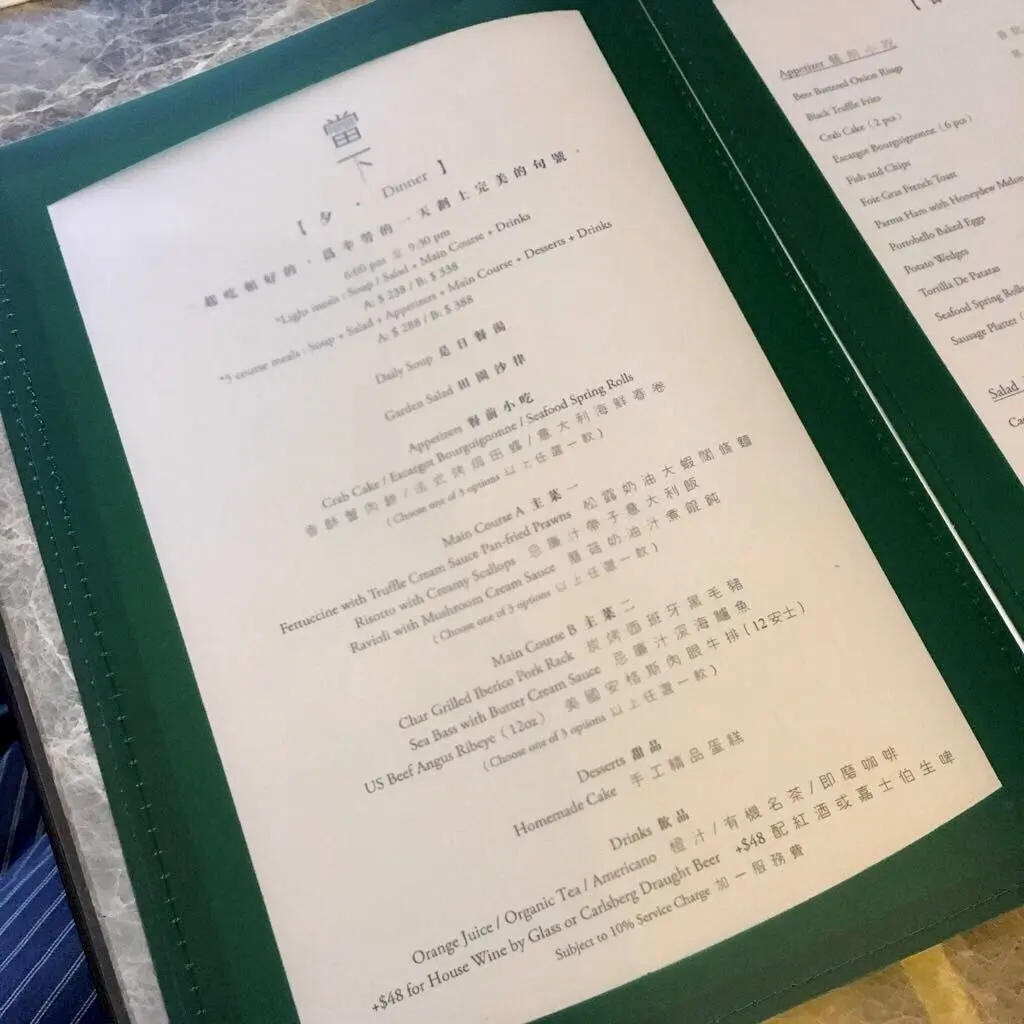 當下
【 夕 · Dinner 】
一起吃頓好的，為辛勞的一天劃上完美的句號。
6:00 pm 至 9:30 pm
*Light meals : Soup / Salad + Main Course + Drinks
A: $ 238 / B: $ 338
*5 course meals : Soup + Salad + Appetizers + Main Course + Desserts + Drinks
A: $ 288 / B: $ 388
Daily Soup 是日餐湯
Garden Salad 田園沙律
Appetizers 餐前小吃
Crab Cake / Escargot Bourguignonne / Seafood Spring Rolls
香酥蟹肉餅 / 法式烤焗田螺 / 意大利海鮮春卷
( Choose one of 3 options 以上任選一款 )
Main Course A 主菜一
Fettuccine with Truffle Cream Sauce Pan-fried Prawns 松露奶油大蝦闊條麵
Risotto with Creamy Scallops 忌廉汁帶子意大利飯
Ravioli with Mushroom Cream Sauce 蘑菇奶油汁煮餛飩
( Choose one of 3 options 以上任選一款 )
Main Course B 主菜二
Char Grilled Iberico Pork Rack 炭烤西班牙黑毛豬
Sea Bass with Butter Cream Sauce 忌廉汁深海鱸魚
US Beef Angus Ribeye ( 12oz ) 美國安格斯肉眼牛排 ( 12安士 )
( Choose one of 3 options 以上任選一款 )
Desserts 甜品
Homemade Cake 手工精品蛋糕
Drinks 飲品
Orange Juice / Organic Tea / Americano 橙汁 / 有機名茶 / 即磨咖啡
+$48 for House Wine by Glass or Carlsberg Draught Beer +$48 配紅酒或嘉士伯生啤
Subject to 10% Service Charge 加一服務費
Appetizer 餐前小吃
Beer Battered Onion Rings
Black Truffle Fries
Crab Cake ( 2 pcs )
Escargot Bourguignonne ( 6 pcs )
Fish and Chips
Foie Gras French Toast
Parma Ham with Honeydew Melon
Portobello Baked Eggs
Potato Wedges
Tortilla De Patatas
Seafood Spring Rolls
Sausage Platter
Salad